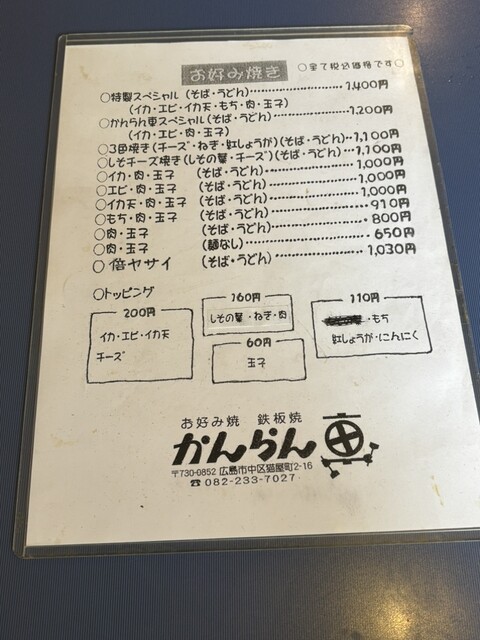 お好み焼き
○全て税込価格です○
○特製スペシャル (そば・うどん)……………1,400円
(イカ・エビ・イカ天・もち・肉・玉子)
○かんらん車スペシャル(そば・うどん)……………1,200円
(イカ・エビ・肉・玉子)
○3色焼き(チーズ・ねぎ・紅しょうが)(そば・うどん)…1,100円
○しそチーズ焼き(しその葉・チーズ)(そば・うどん)…1,100円
○イカ・肉・玉子 (そば・うどん)……………1,000円
○エビ・肉・玉子 (そば・うどん)……………1,000円
○イカ天・肉・玉子 (そば・うどん)……………1,000円
○もち・肉・玉子 (そば・うどん)……………910円
○肉・玉子 (そば・うどん)……………800円
○肉・玉子 (麺なし)……………650円
○倍ヤサイ (そば・うどん)……………1,030円
○トッピング
200円
イカ・エビ・イカ天
チーズ
160円
しその葉・ねぎ・肉
60円
玉子
110円
・もち
紅しょうが・にんにく
お好み焼 鉄板焼
かんらん車
〒730-0852 広島市中区猫屋町2-16
☎082-233-7027